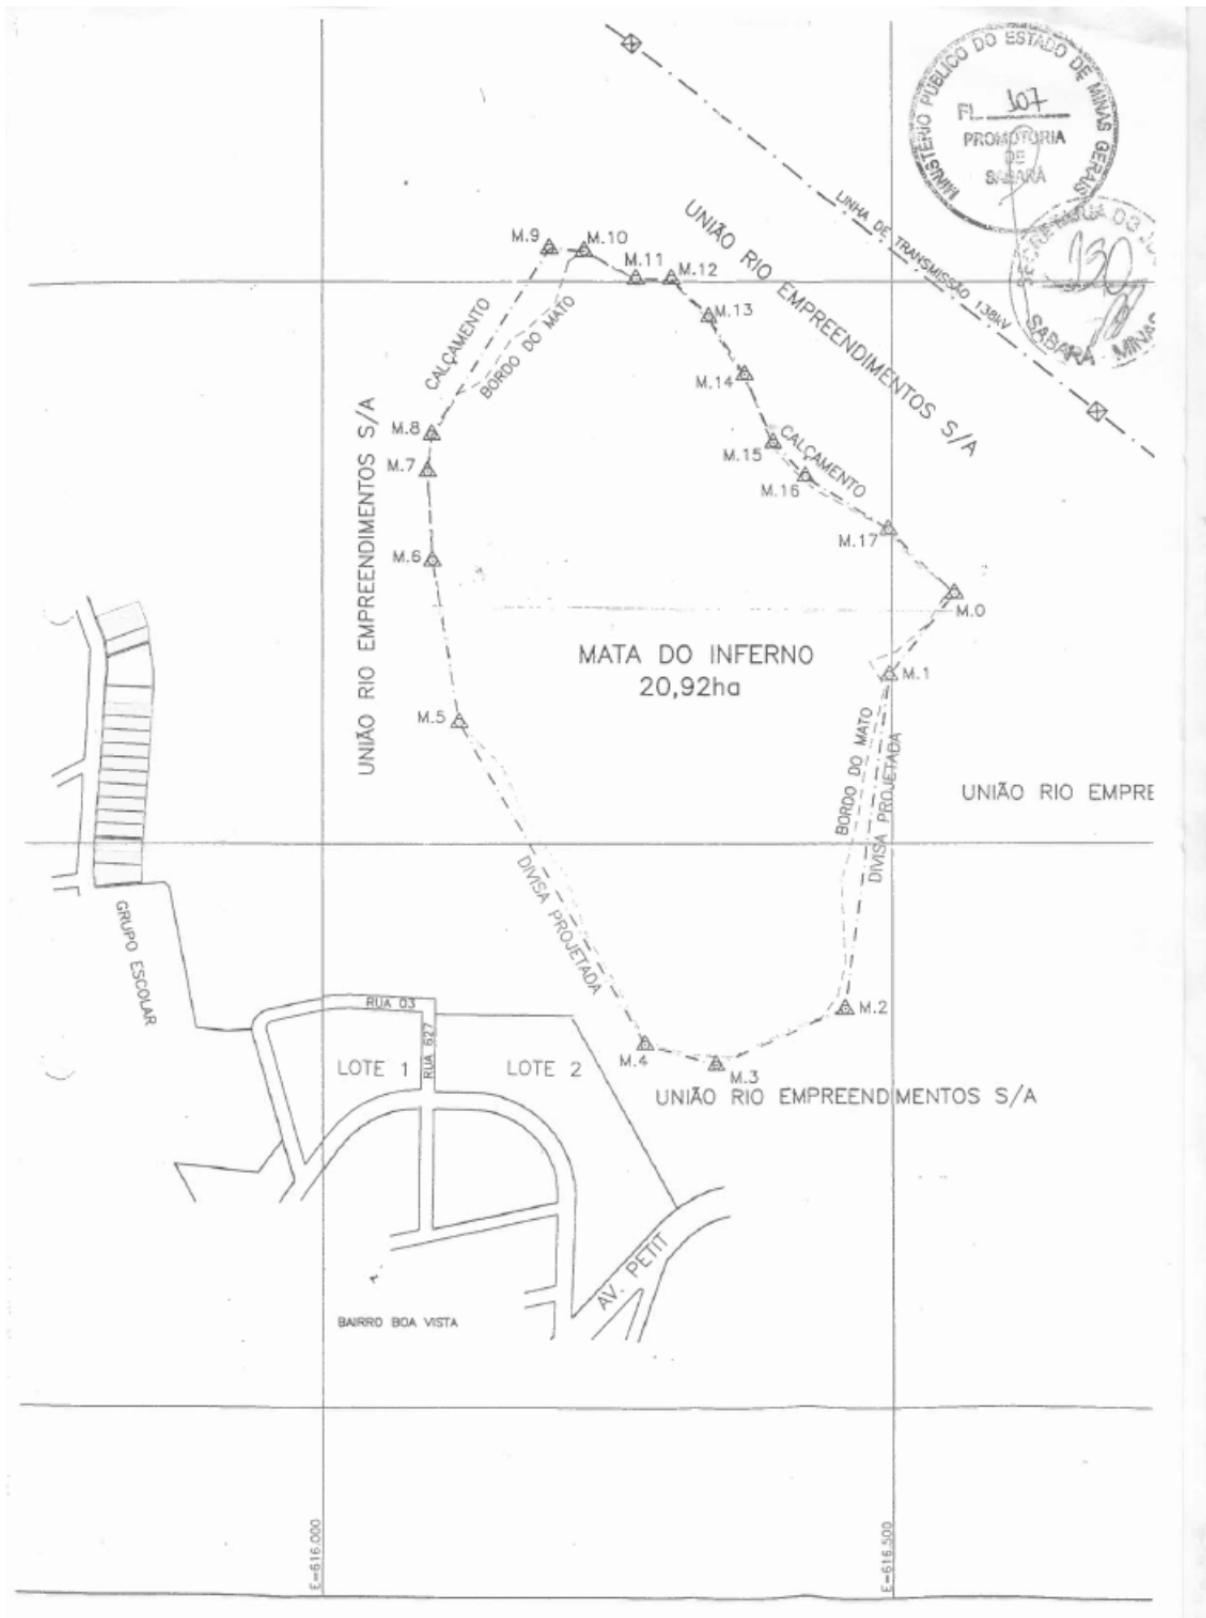 MINISTÉRIO PÚBLICO DO ESTADO DE MINAS GERAIS
FL. 107
PROMOTORIA
DE
SABARÁ
130
SABARÁ - MINAS
LINHA DE TRANSMISSÃO 138kV
UNIÃO RIO EMPREENDIMENTOS S/A
M.9
M.10
M.11
M.12
M.13
M.14
M.15
M.16
M.17
M.0
M.1
M.2
M.3
M.4
M.5
M.6
M.7
M.8
CALÇAMENTO
BORDO DO MATO
CALÇAMENTO
UNIÃO RIO EMPREENDIMENTOS S/A
MATA DO INFERNO
20,92ha
BORDO DO MATO
DIVISA PROJETADA
UNIÃO RIO EMPRE
DIVISA PROJETADA
GRUPO ESCOLAR
RUA 03
RUA 627
LOTE 1
LOTE 2
UNIÃO RIO EMPREENDIMENTOS S/A
AV. PETIT
BAIRRO BOA VISTA
E=616.000
E=616.500